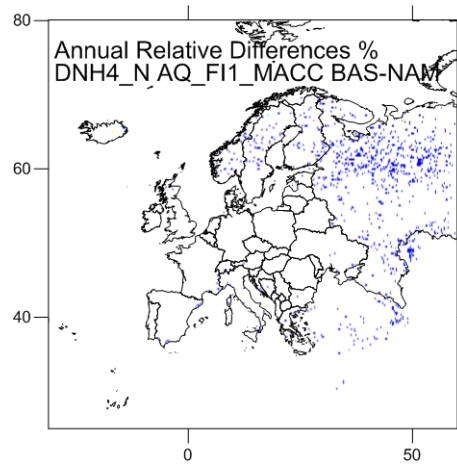 80
Annual Relative Differences %
DNH4_N AQ_FI1_MACC BAS-NAM
60
40
0
50